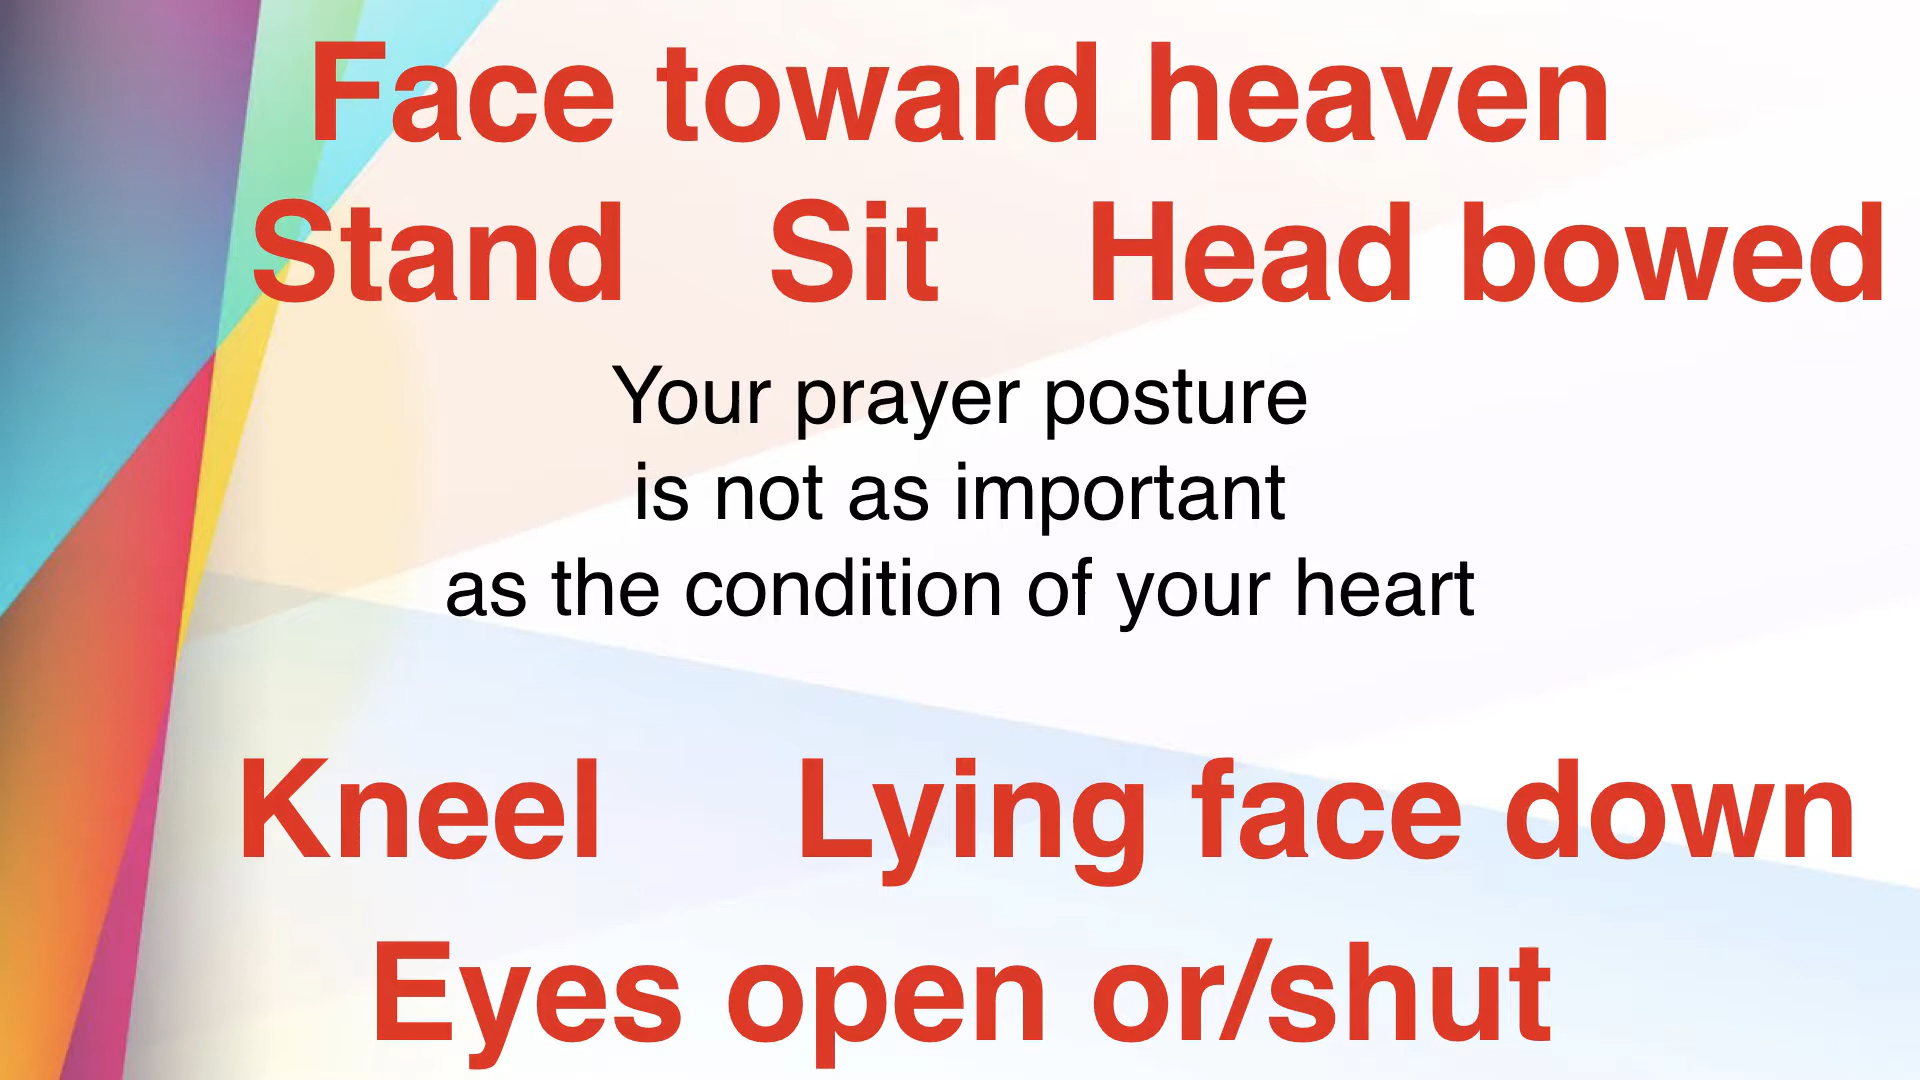 Face toward heaven
Stand Sit Head bowed
Your prayer posture
is not as important
as the condition of your heart
Kneel Lying face down
Eyes open or/shut